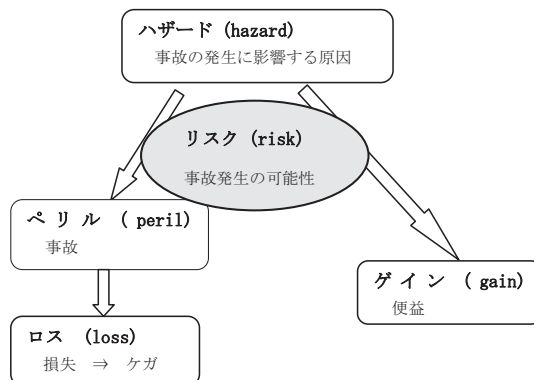 ハザード (hazard)
事故の発生に影響する原因
リスク (risk)
事故発生の可能性
ペ リ ル ( peril)
事故
ゲ イ ン ( gain)
便益
ロス (loss)
損失 ⇒ ケガ